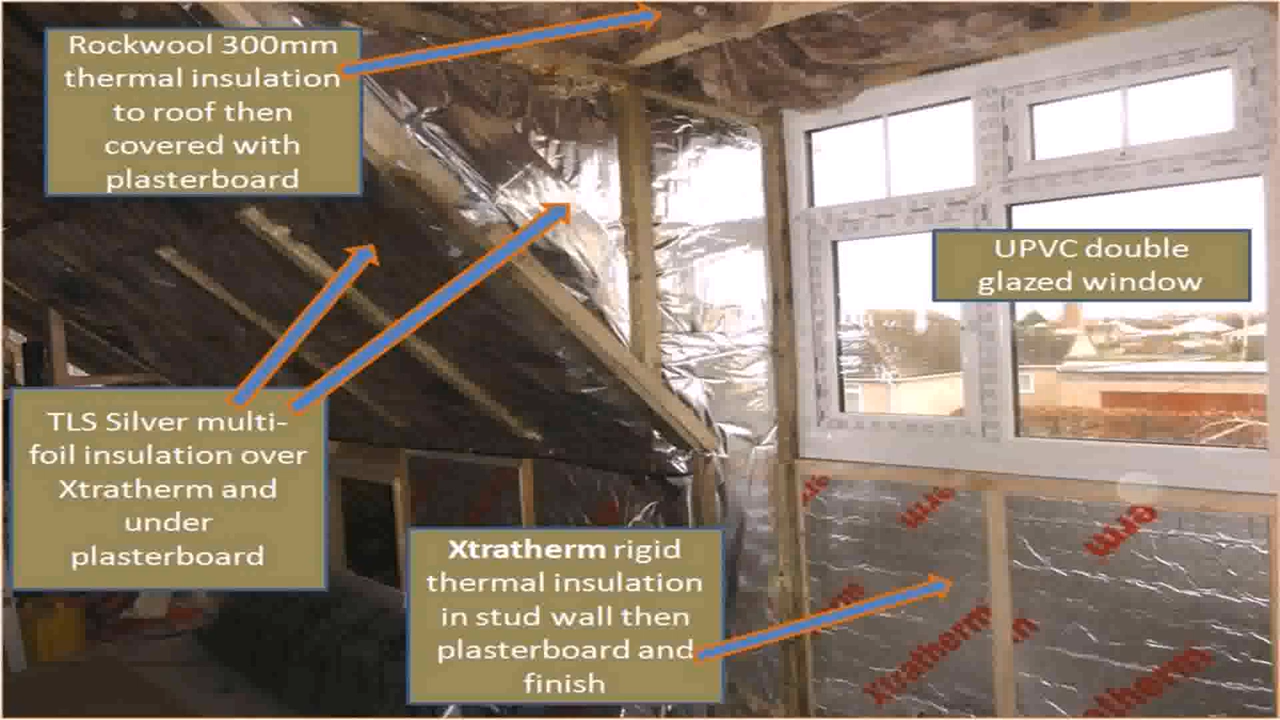 Rockwool 300mm
thermal insulation
to roof then
covered with
plasterboard
UPVC double
glazed window
TLS Silver multi-
foil insulation over
Xtratherm and
under
plasterboard
Xtratherm rigid
thermal insulation
in stud wall then
plasterboard and
finish
Xtratherm